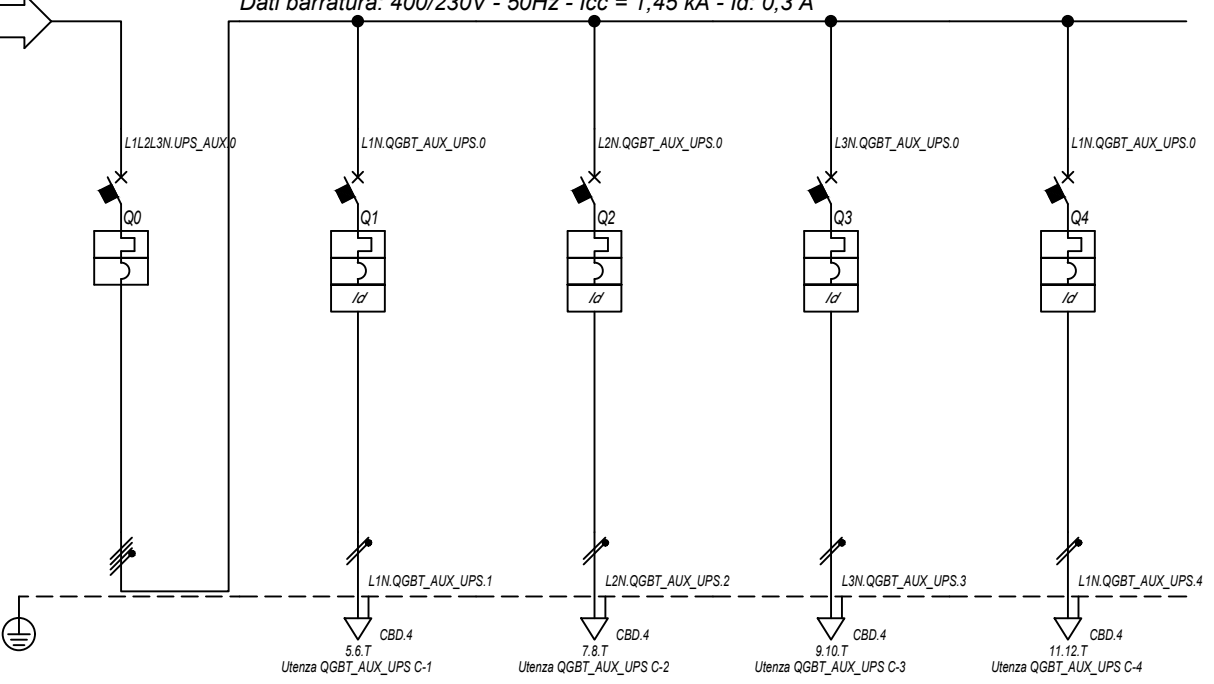 Dati barratura: 400/230V - 50Hz - Icc = 1,45 kA - Id: 0,3 A
L1L2L3N.UPS_AUX.0
L1N.QGBT_AUX_UPS.0
L2N.QGBT_AUX_UPS.0
L3N.QGBT_AUX_UPS.0
L1N.QGBT_AUX_UPS.0
Q0
Q1
Q2
Q3
Q4
Id
Id
Id
Id
L1N.QGBT_AUX_UPS.1
L2N.QGBT_AUX_UPS.2
L3N.QGBT_AUX_UPS.3
L1N.QGBT_AUX_UPS.4
CBD.4
CBD.4
CBD.4
CBD.4
5.6.T
7.8.T
9.10.T
11.12.T
Utenza QGBT_AUX_UPS C-1
Utenza QGBT_AUX_UPS C-2
Utenza QGBT_AUX_UPS C-3
Utenza QGBT_AUX_UPS C-4